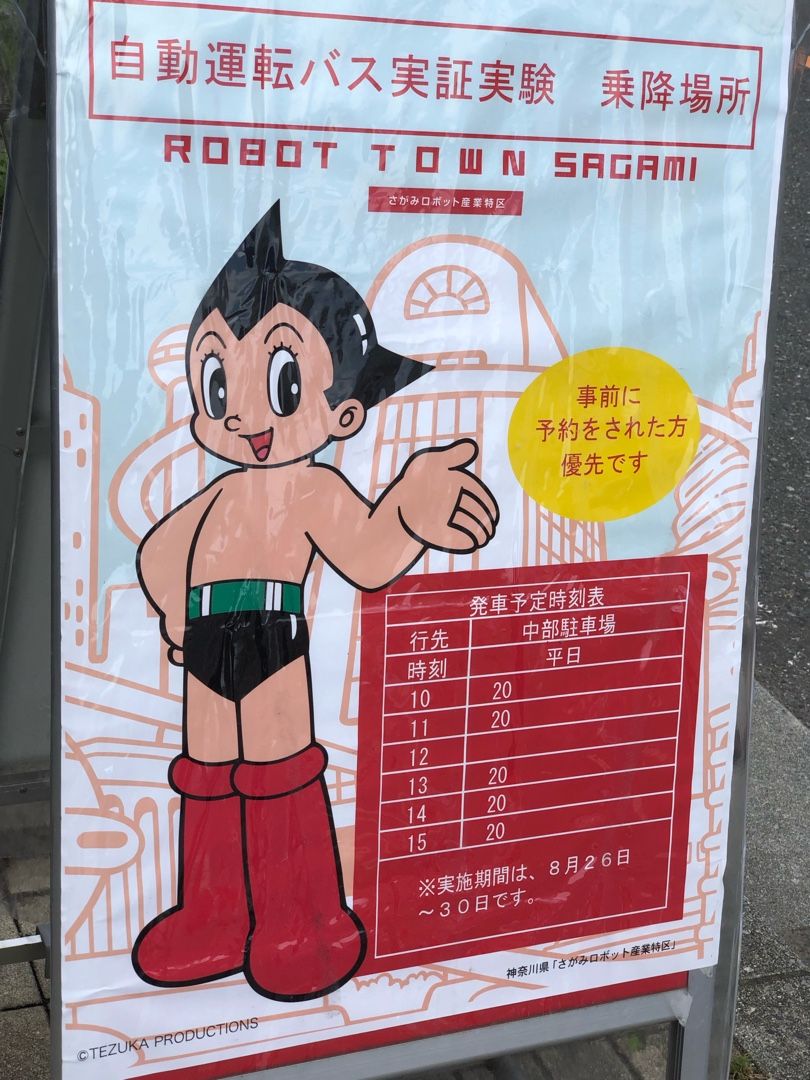 自動運転バス実証実験　乗降場所
ROBOT TOWN SAGAMI
さがみロボット産業特区
事前に
予約をされた方
優先です
発車予定時刻表
行先 中部駐車場
時刻 平日
10 20
11 20
12
13 20
14 20
15 20
※実施期間は、８月２６日
～３０日です。
神奈川県「さがみロボット産業特区」
©TEZUKA PRODUCTIONS